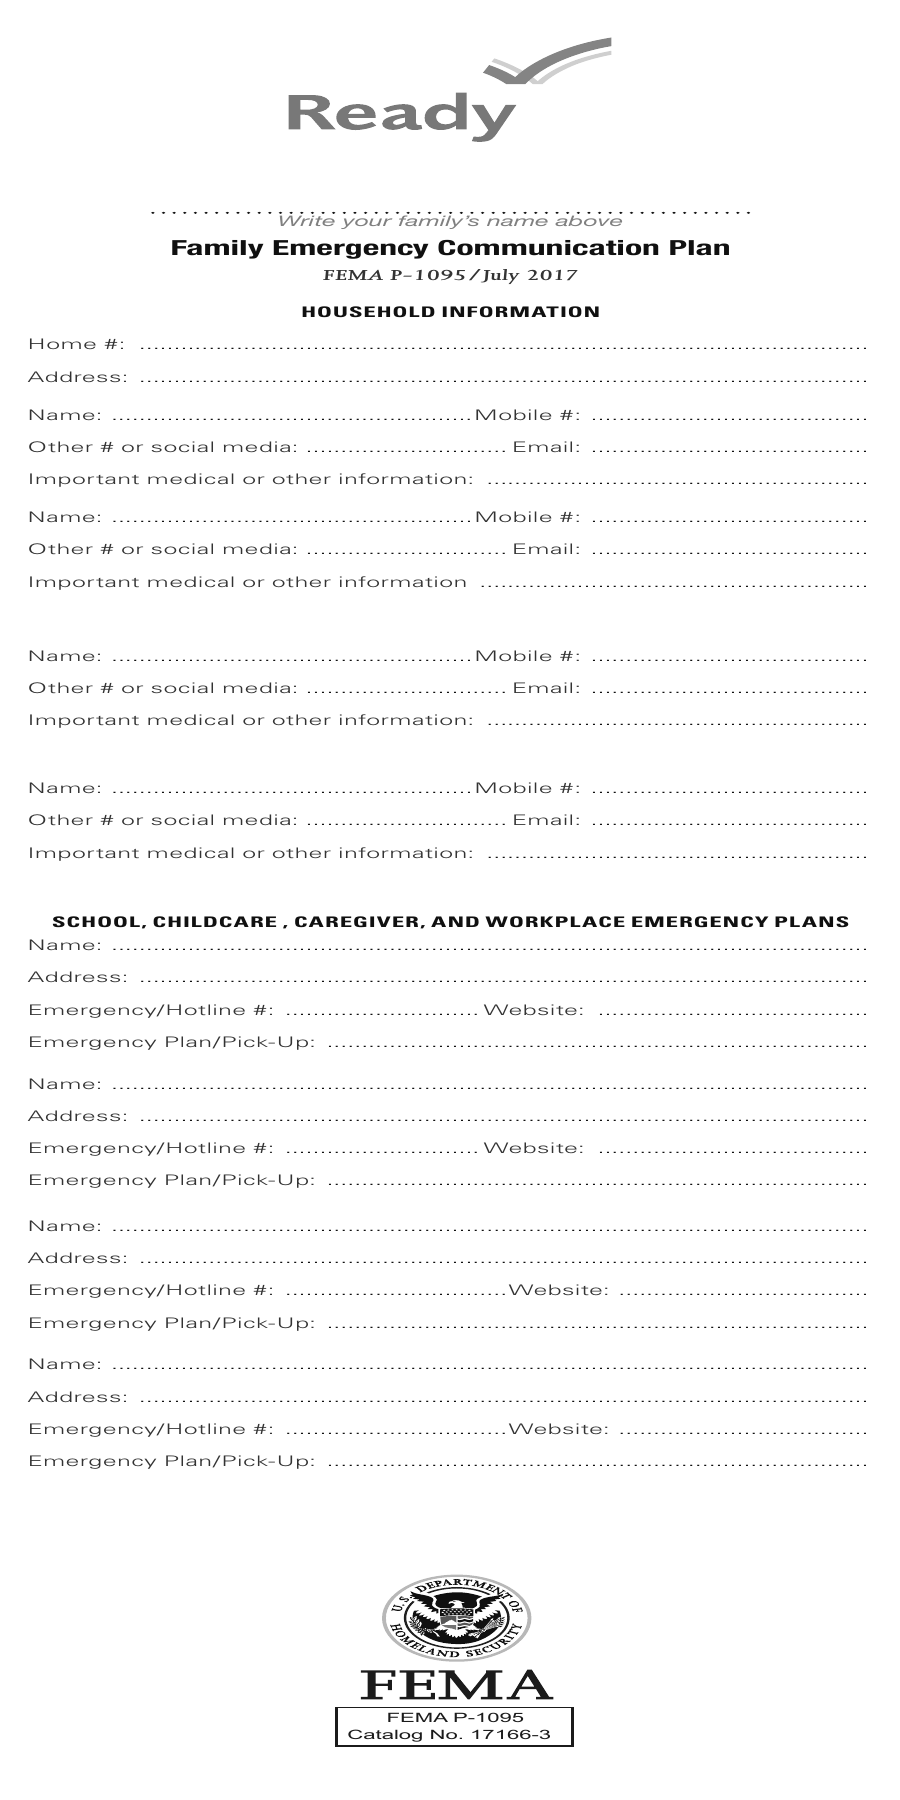 Ready
Write your family's name above
Family Emergency Communication Plan
FEMA P-1095/July 2017
HOUSEHOLD INFORMATION
Home #:
Address:
Name: Mobile #:
Other # or social media: Email:
Important medical or other information:
Name: Mobile #:
Other # or social media: Email:
Important medical or other information
Name: Mobile #:
Other # or social media: Email:
Important medical or other information:
Name: Mobile #:
Other # or social media: Email:
Important medical or other information:
SCHOOL, CHILDCARE , CAREGIVER, AND WORKPLACE EMERGENCY PLANS
Name:
Address:
Emergency/Hotline #: Website:
Emergency Plan/Pick-Up:
Name:
Address:
Emergency/Hotline #: Website:
Emergency Plan/Pick-Up:
Name:
Address:
Emergency/Hotline #: Website:
Emergency Plan/Pick-Up:
Name:
Address:
Emergency/Hotline #: Website:
Emergency Plan/Pick-Up:
U.S. DEPARTMENT OF
HOMELAND SECURITY
FEMA
FEMA P-1095
Catalog No. 17166-3